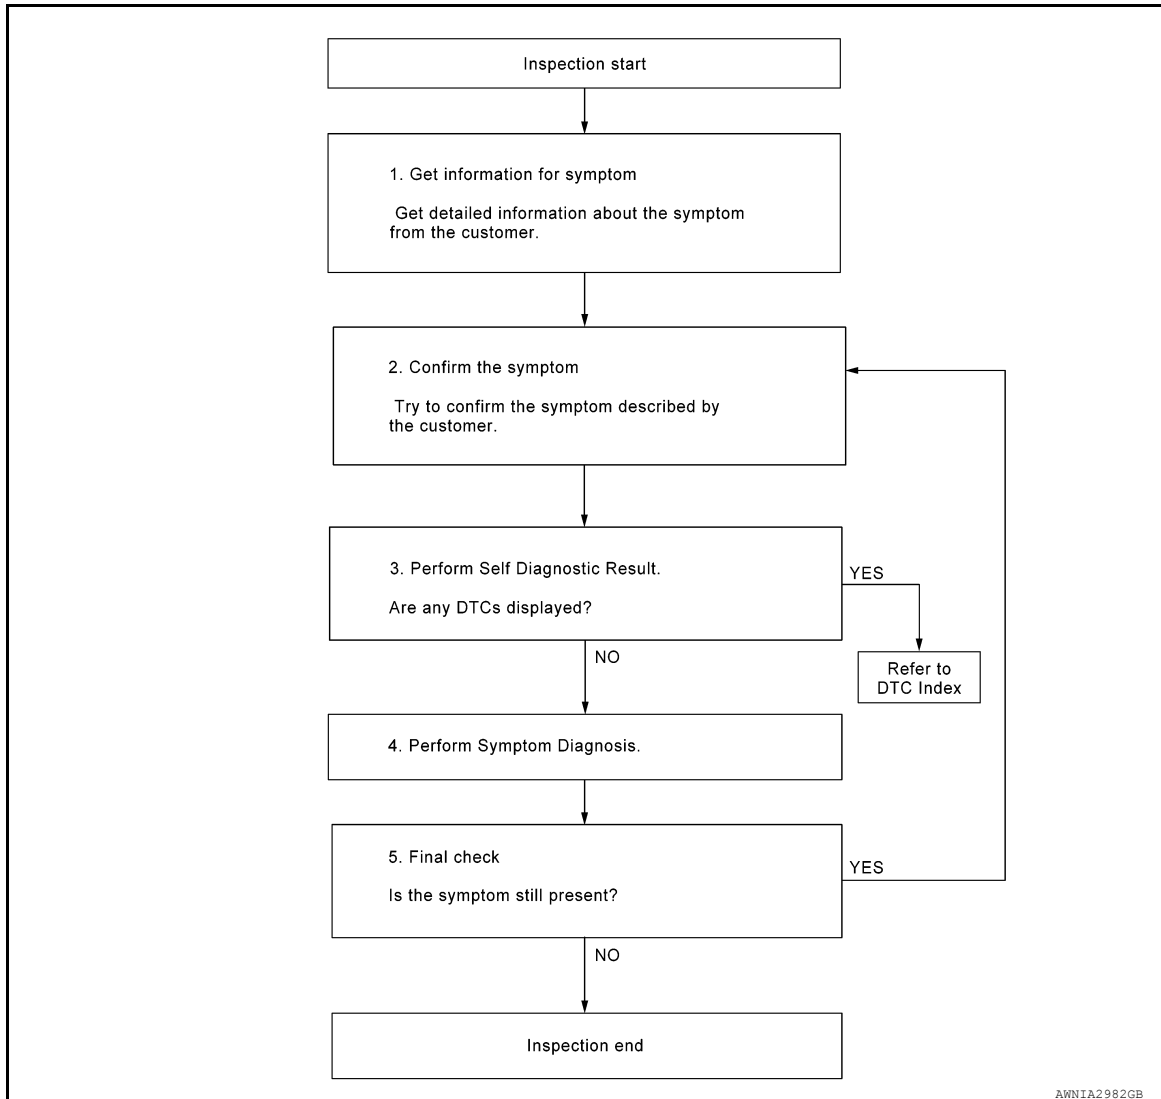 Inspection start
1. Get information for symptom
Get detailed information about the symptom
from the customer.
2. Confirm the symptom
Try to confirm the symptom described by
the customer.
3. Perform Self Diagnostic Result.
Are any DTCs displayed?
YES
Refer to
DTC Index
NO
4. Perform Symptom Diagnosis.
5. Final check
Is the symptom still present?
YES
NO
Inspection end
AWNIA2982GB